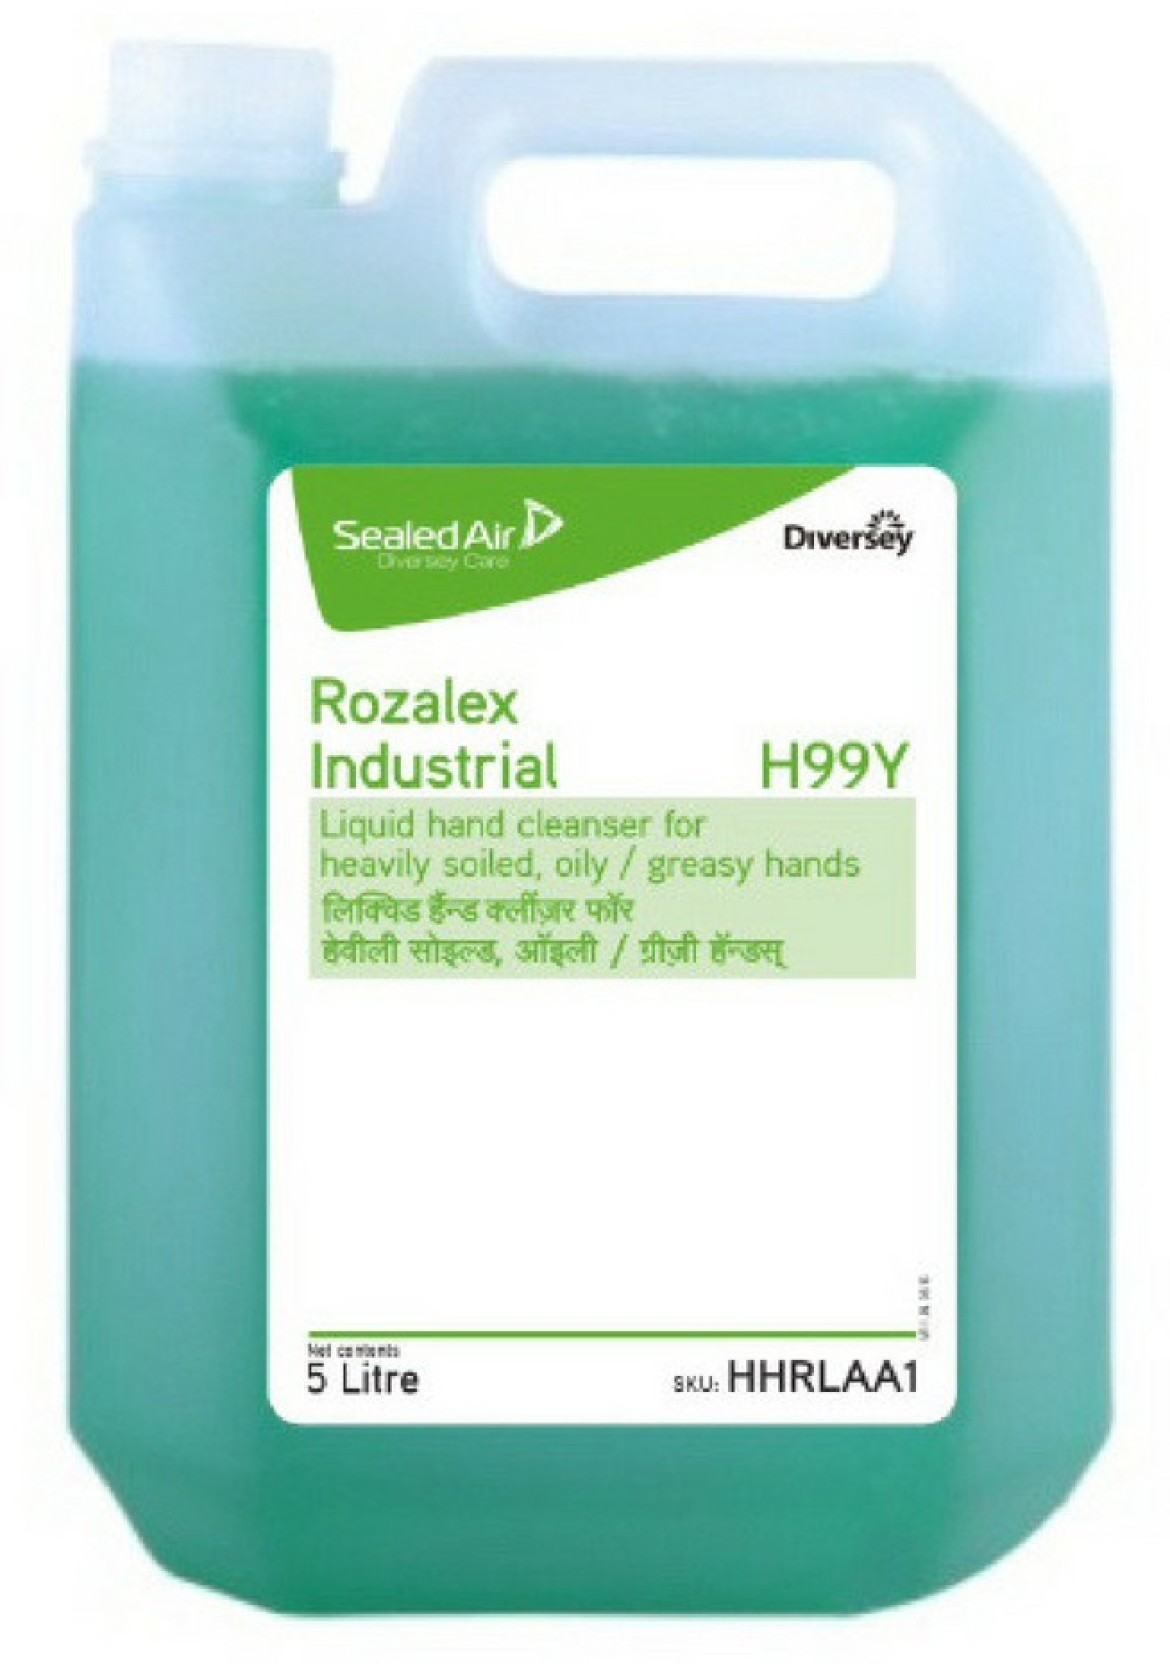 Sealed Air
Diversey Care
Diversey
Rozalex
Industrial H99Y
Liquid hand cleanser for
heavily soiled, oily / greasy hands
लिक्विड हैंन्ड क्लींज़र फॉर
हेवीली सोइल्ड, ऑइली / ग्रीज़ी हॅन्डस्
Net contents
5 Litre
SKU: HHRLAA1